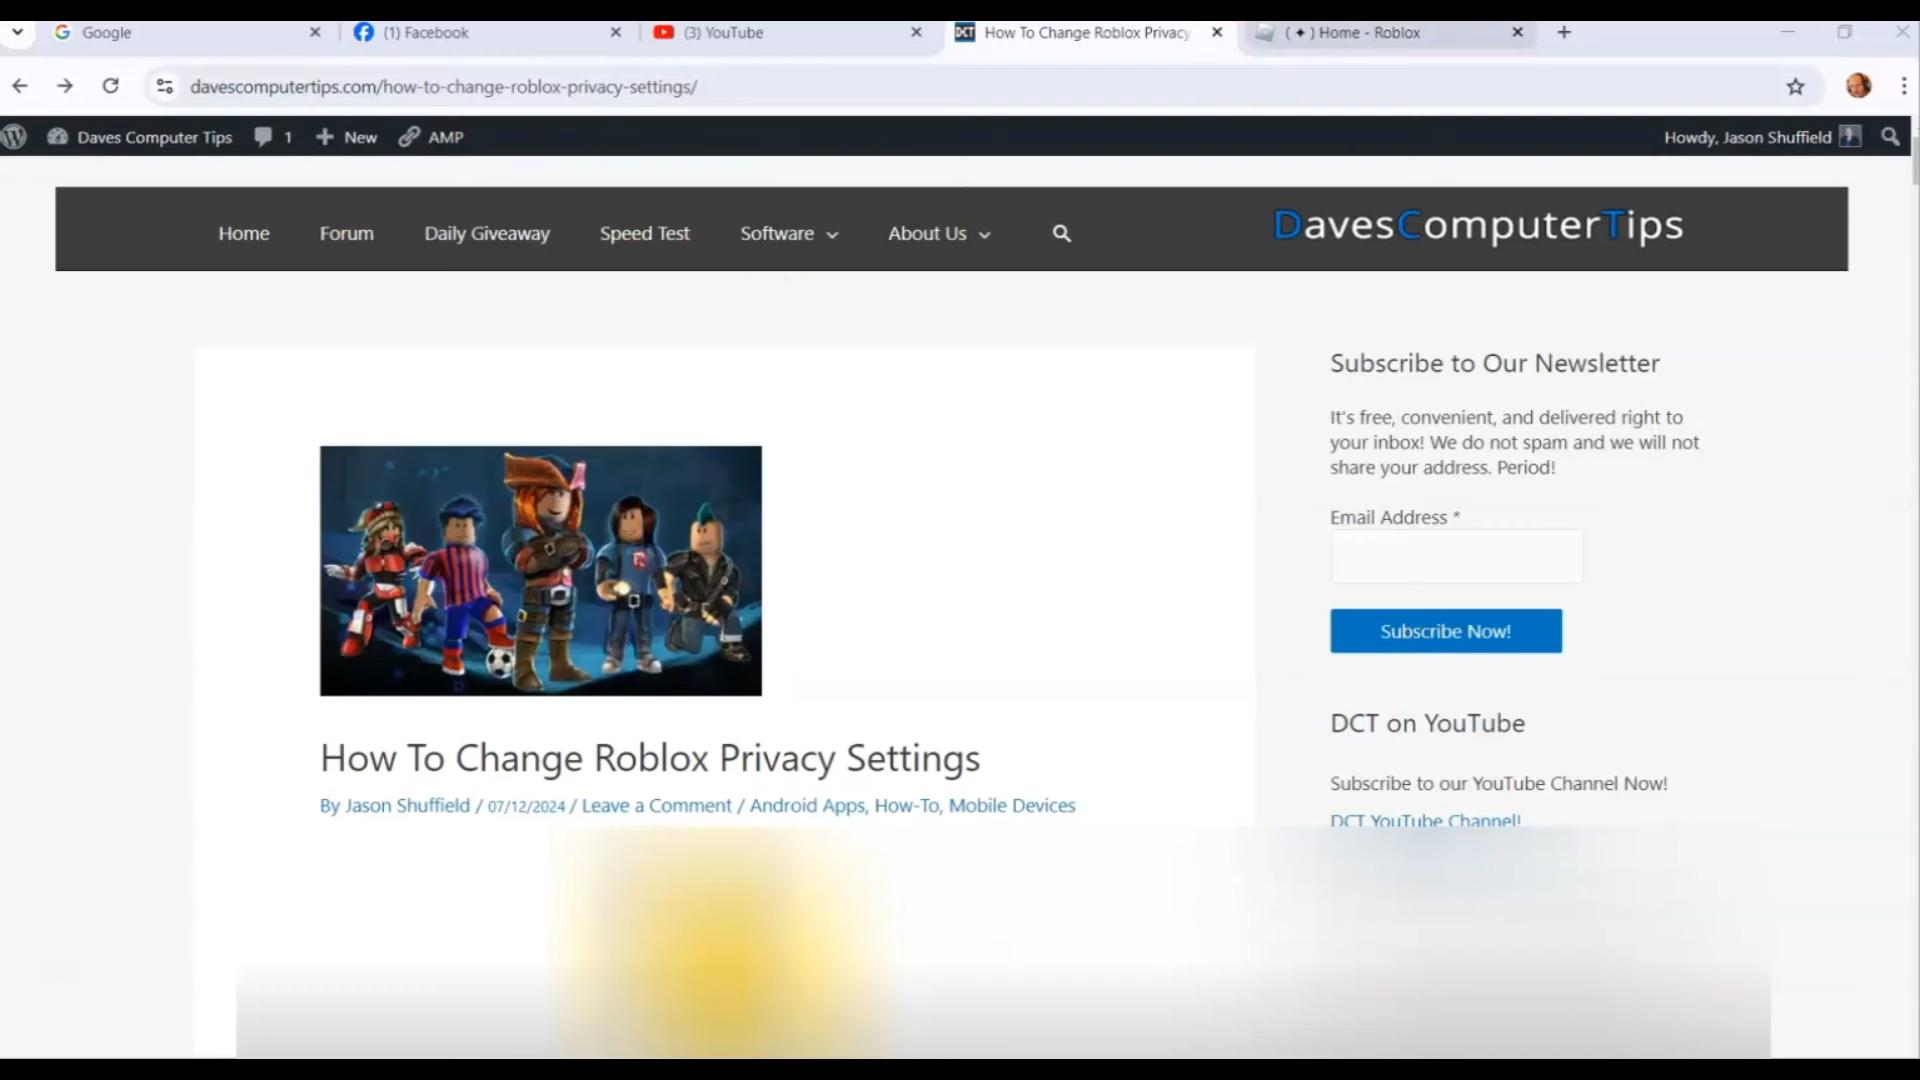 Google
(1) Facebook
(3) YouTube
DCT How To Change Roblox Privacy
( ✦ ) Home - Roblox
davescomputertips.com/how-to-change-roblox-privacy-settings/
Daves Computer Tips 1 New AMP
Howdy, Jason Shuffield
Home Forum Daily Giveaway Speed Test Software About Us
DavesComputerTips
Subscribe to Our Newsletter
It's free, convenient, and delivered right to
your inbox! We do not spam and we will not
share your address. Period!
Email Address *
Subscribe Now!
How To Change Roblox Privacy Settings
By Jason Shuffield / 07/12/2024 / Leave a Comment / Android Apps, How-To, Mobile Devices
DCT on YouTube
Subscribe to our YouTube Channel Now!
DCT YouTube Channel!